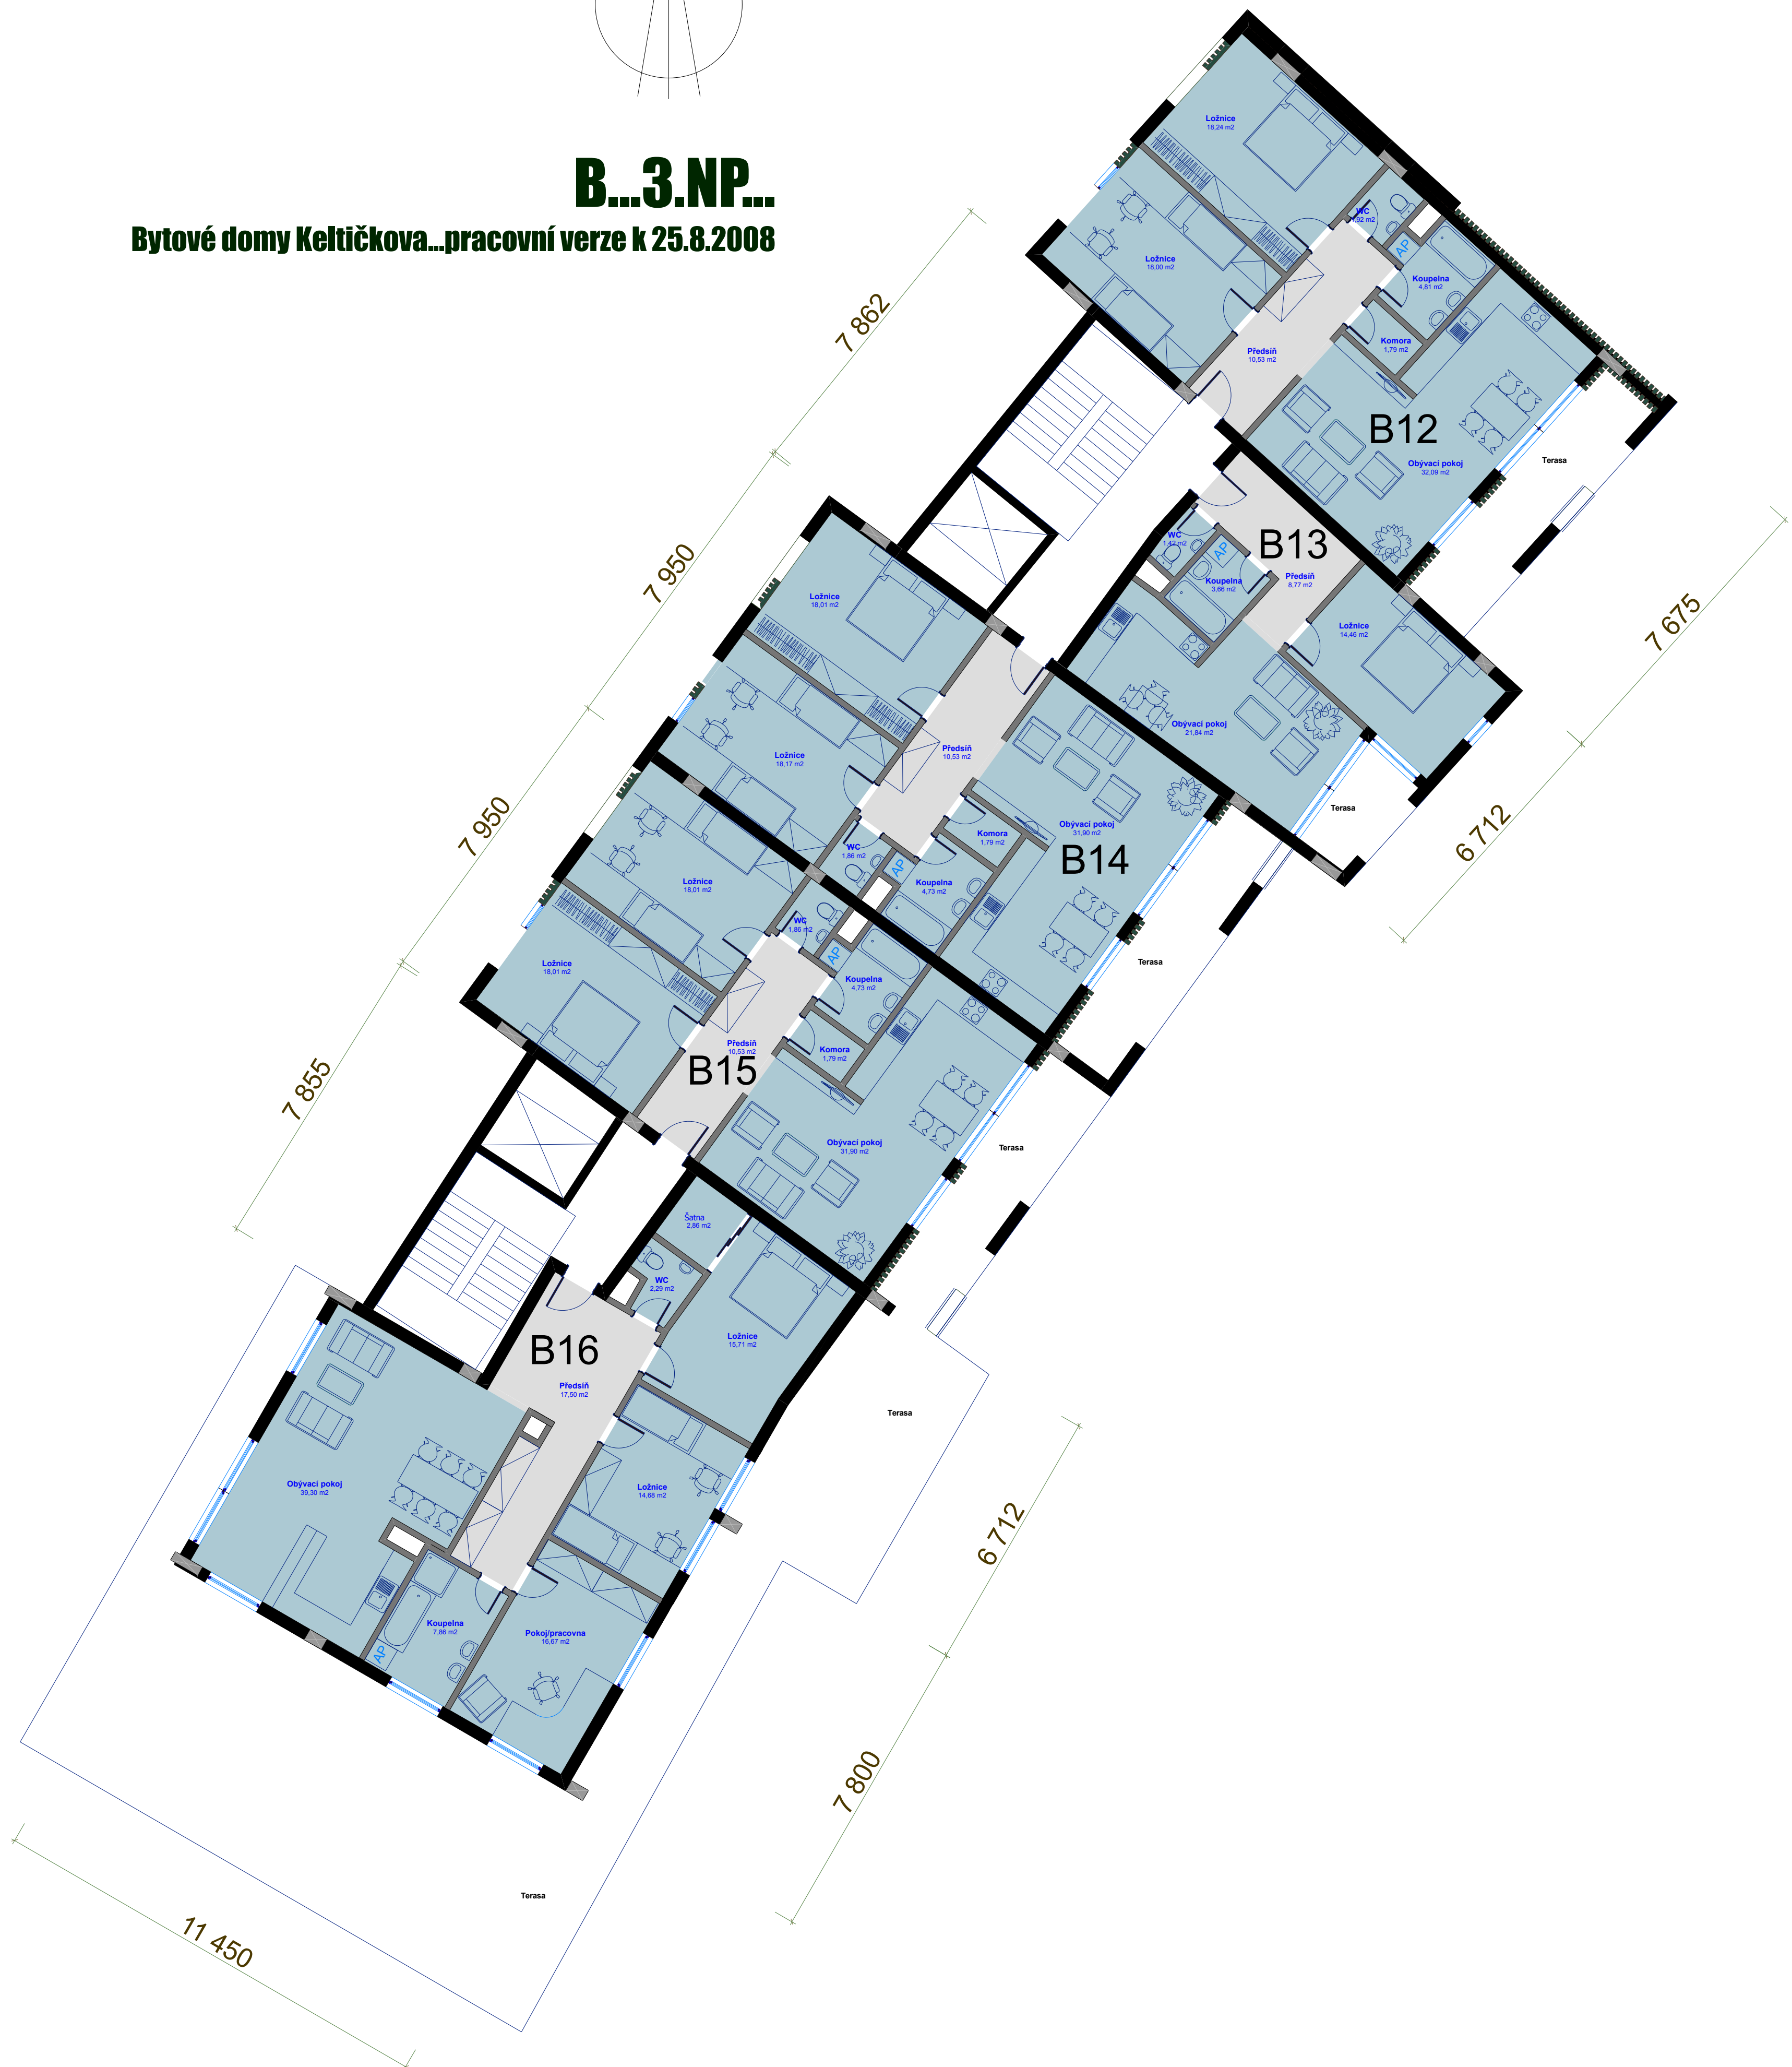 B...3.NP...
Bytové domy Keltičkova...pracovní verze k 25.8.2008
7 862
7 950
7 950
7 855
7 675
6 712
6 712
7 800
11 450
Ložnice
18,24 m2
WC
Ložnice
18,00 m2
AP
Koupelna
4,81 m2
Komora
1,79 m2
Předsíň
10,53 m2
B12
Obývací pokoj
32,09 m2
Terasa
B13
WC
1,42 m2
AP
Koupelna
3,66 m2
Předsíň
8,77 m2
Ložnice
14,46 m2
Obývací pokoj
21,84 m2
Terasa
Ložnice
18,01 m2
Ložnice
18,17 m2
Předsíň
10,53 m2
Komora
1,79 m2
WC
1,86 m2
AP
Koupelna
4,73 m2
Obývací pokoj
31,90 m2
B14
Terasa
Ložnice
18,01 m2
WC
1,86 m2
AP
Koupelna
4,73 m2
Ložnice
18,01 m2
Předsíň
10,53 m2
Komora
1,79 m2
B15
Obývací pokoj
31,90 m2
Terasa
Šatna
2,86 m2
WC
2,29 m2
Ložnice
15,71 m2
B16
Předsíň
17,50 m2
Terasa
Obývací pokoj
39,30 m2
Ložnice
14,68 m2
Koupelna
7,86 m2
AP
Pokoj/pracovna
16,67 m2
Terasa